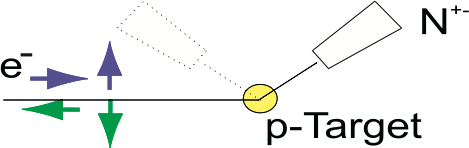 N⁺⁻
e⁻
p-Target